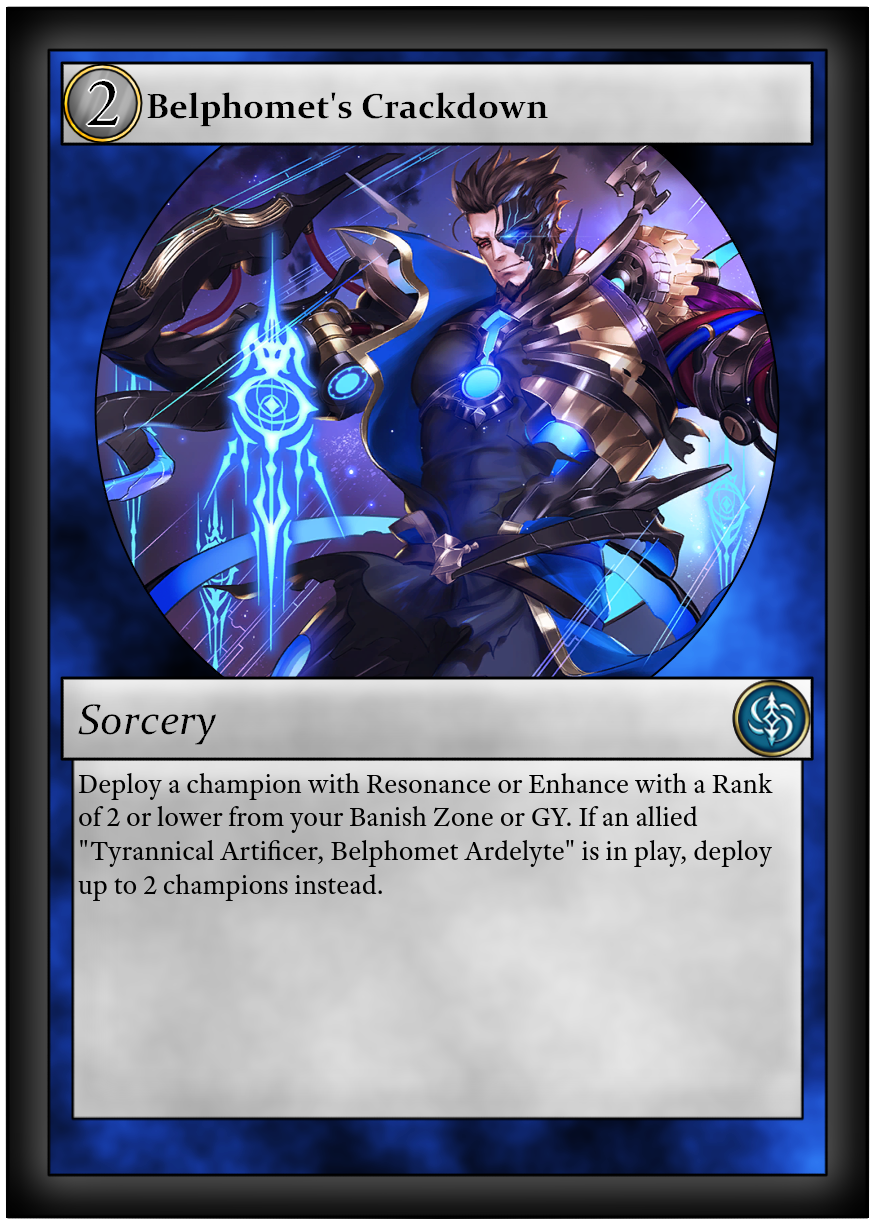 2 Belphomet's Crackdown
Sorcery
Deploy a champion with Resonance or Enhance with a Rank
of 2 or lower from your Banish Zone or GY. If an allied
"Tyrannical Artificer, Belphomet Ardelyte" is in play, deploy
up to 2 champions instead.